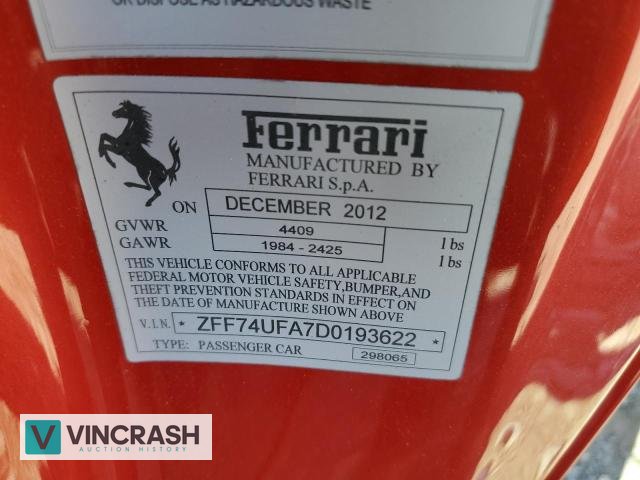 OR DISPOSE AS HAZARDOUS WASTE
Ferrari
MANUFACTURED BY
FERRARI S.p.A.
ON DECEMBER 2012
GVWR 4409 lbs
GAWR 1984 - 2425 lbs
THIS VEHICLE CONFORMS TO ALL APPLICABLE
FEDERAL MOTOR VEHICLE SAFETY, BUMPER, AND
THEFT PREVENTION STANDARDS IN EFFECT ON
THE DATE OF MANUFACTURE SHOWN ABOVE
V.I.N. * ZFF74UFA7D0193622 *
TYPE: PASSENGER CAR 298065
V VINCRASH
AUCTION HISTORY